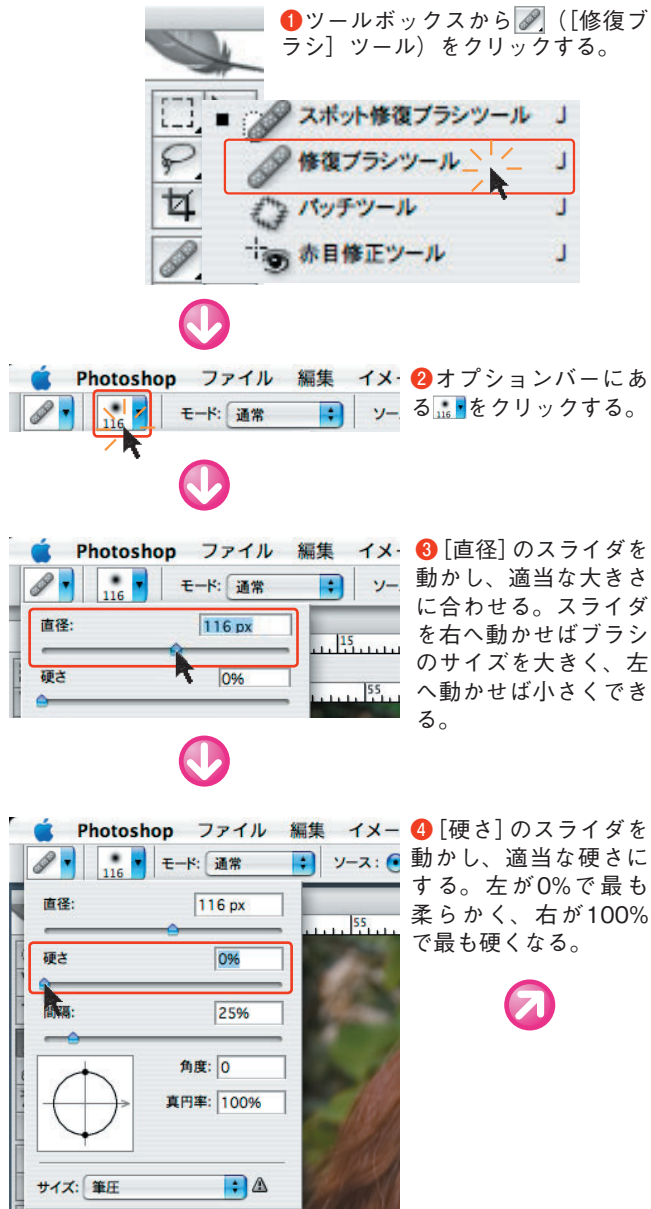 ❶ツールボックスから（[修復ブ
ラシ］ツール）をクリックする。
スポット修復ブラシツール J
修復ブラシツール J
パッチツール J
赤目修正ツール J
Photoshop ファイル 編集 イメー
116 モード: 通常 ソー
❷オプションバーにあ
る116をクリックする。
Photoshop ファイル 編集 イメー
116 モード: 通常 ソー
直径: 116 px
硬さ 0%
15
55
❸[直径]のスライダを
動かし、適当な大きさ
に合わせる。スライダ
を右へ動かせばブラシ
のサイズを大きく、左
へ動かせば小さくでき
る。
Photoshop ファイル 編集 イメー
116 モード: 通常 ソース:
直径: 116 px
55
硬さ 0%
間隔: 25%
角度: 0
真円率: 100%
サイズ: 筆圧
❹[硬さ]のスライダを
動かし、適当な硬さに
する。左が0%で最も
柔らかく、右が100%
で最も硬くなる。